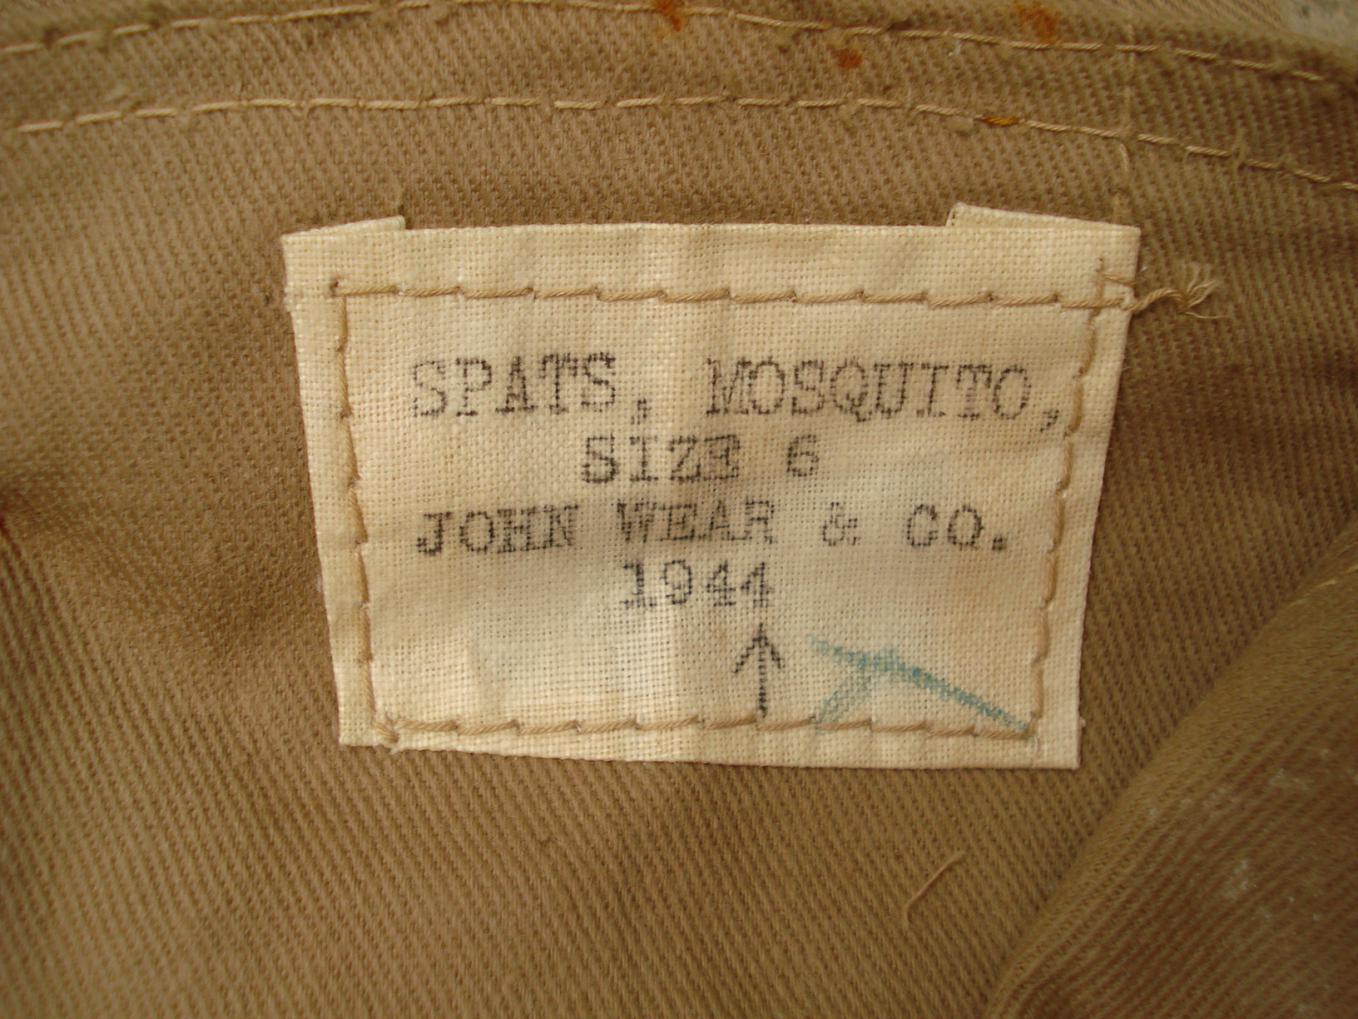 SPATS, MOSQUITO,
SIZE 6
JOHN WEAR & CO.
1944